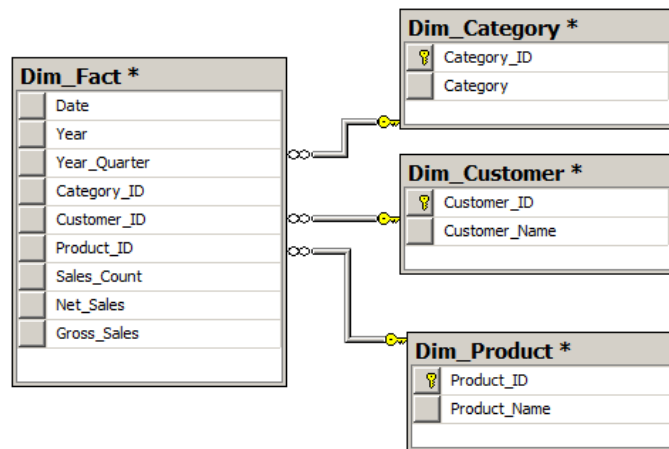 Dim_Fact *
Date
Year
Year_Quarter
Category_ID
Customer_ID
Product_ID
Sales_Count
Net_Sales
Gross_Sales
Dim_Category *
Category_ID
Category
Dim_Customer *
Customer_ID
Customer_Name
Dim_Product *
Product_ID
Product_Name